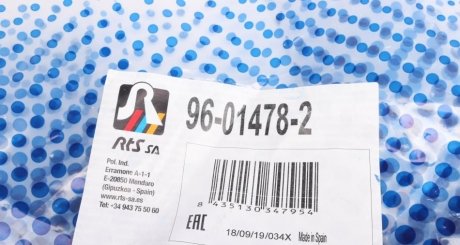 96-01478-2
RTS SA
Pol. Ind.
Erramone A-1-1
E-20850 Mendaro
(Gipuzkoa - Spain)
www.rts-sa.es
Tel: +34 943 75 50 60
8 435130 347954
EAC
18/09/19/034X
Made in Spain